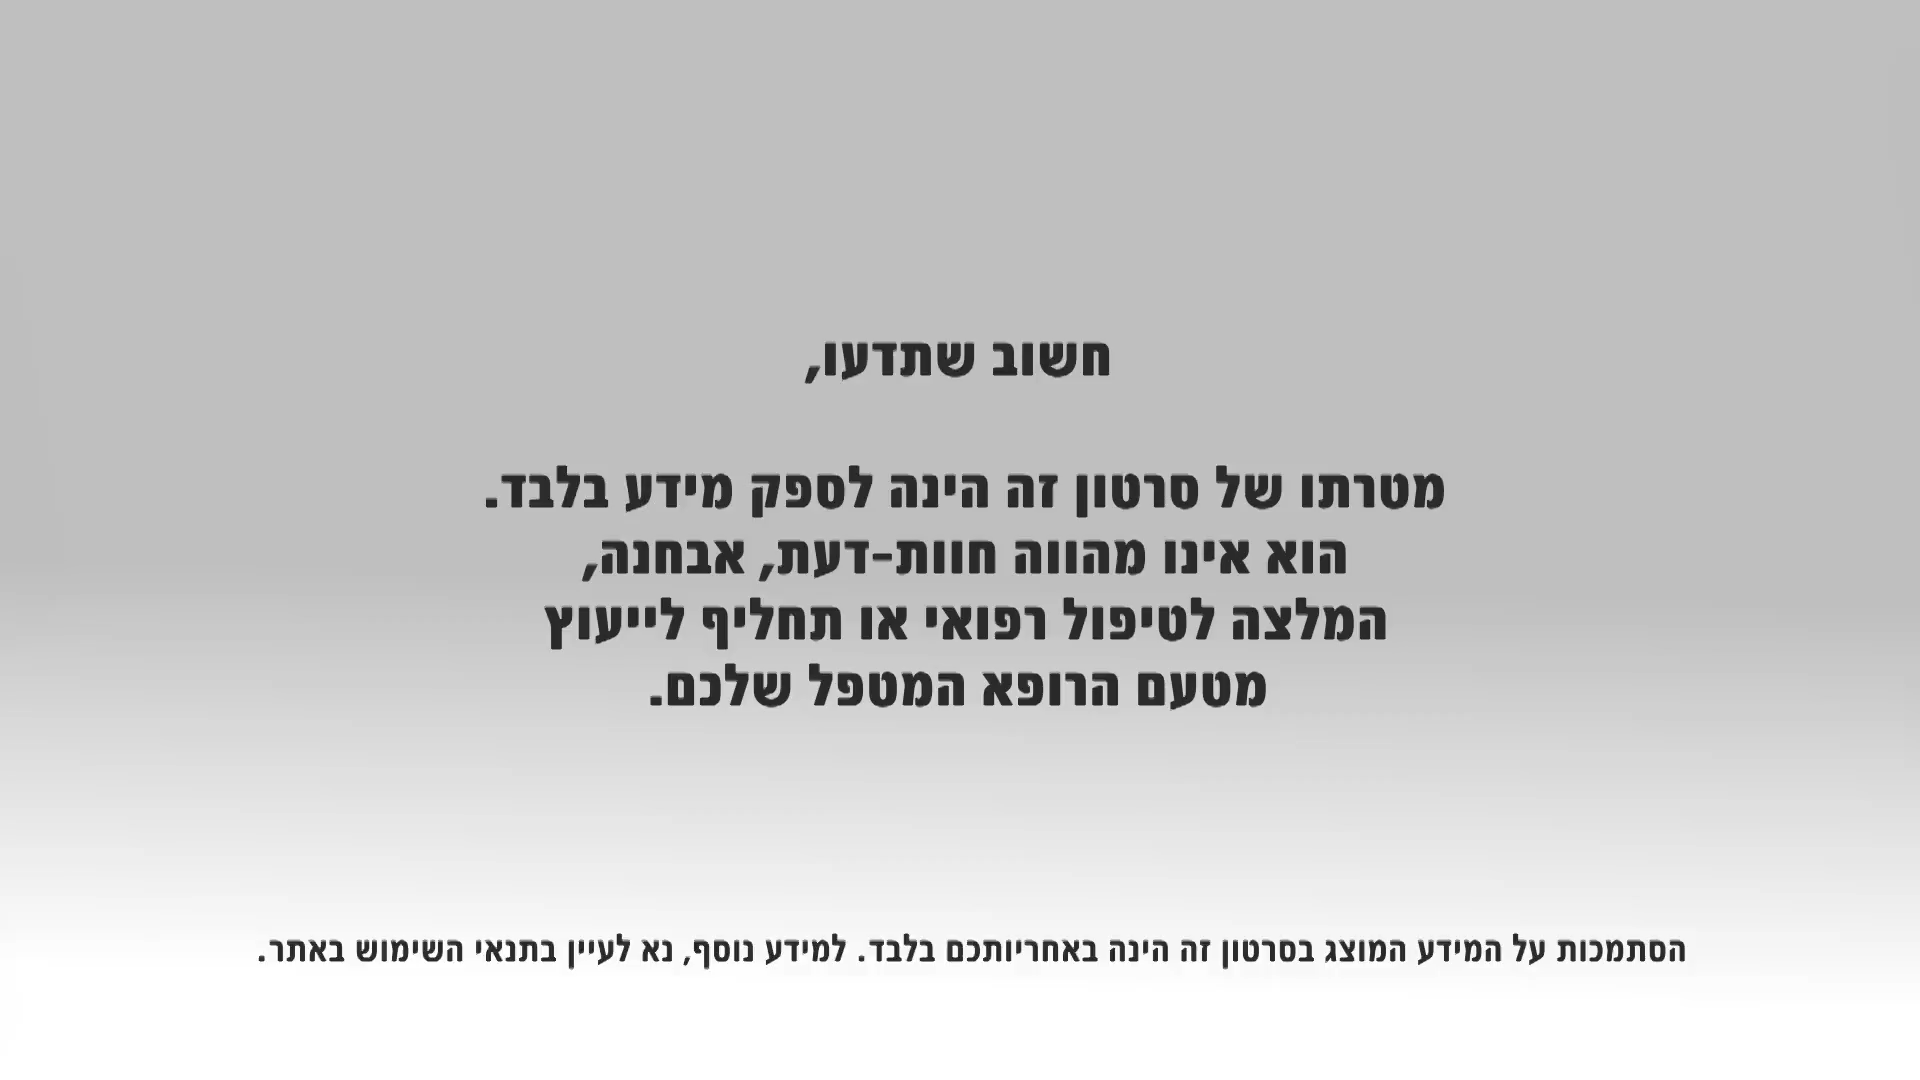 חשוב שתדעו,
מטרתו של סרטון זה הינה לספק מידע בלבד.
הוא אינו מהווה חוות-דעת, אבחנה,
המלצה לטיפול רפואי או תחליף לייעוץ
מטעם הרופא המטפל שלכם.
הסתמכות על המידע המוצג בסרטון זה הינה באחריותכם בלבד. למידע נוסף, נא לעיין בתנאי השימוש באתר.